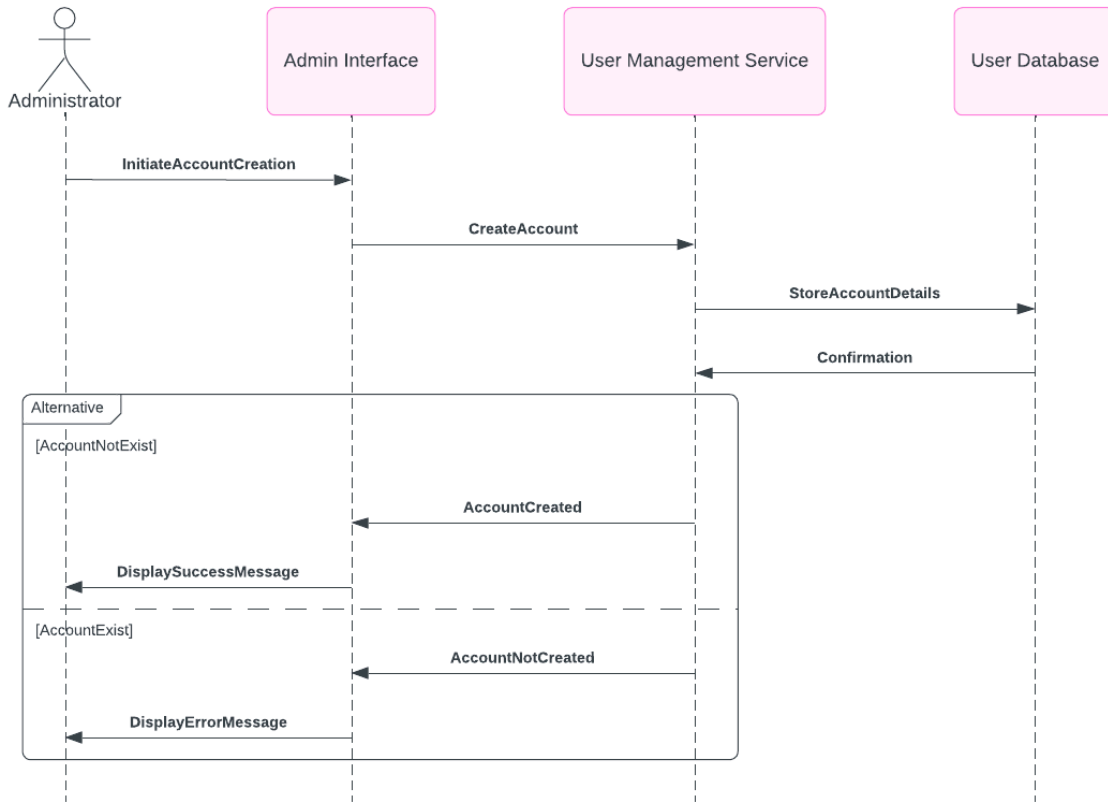 Administrator
Admin Interface
User Management Service
User Database
InitiateAccountCreation
CreateAccount
StoreAccountDetails
Confirmation
Alternative
[AccountNotExist]
AccountCreated
DisplaySuccessMessage
[AccountExist]
AccountNotCreated
DisplayErrorMessage